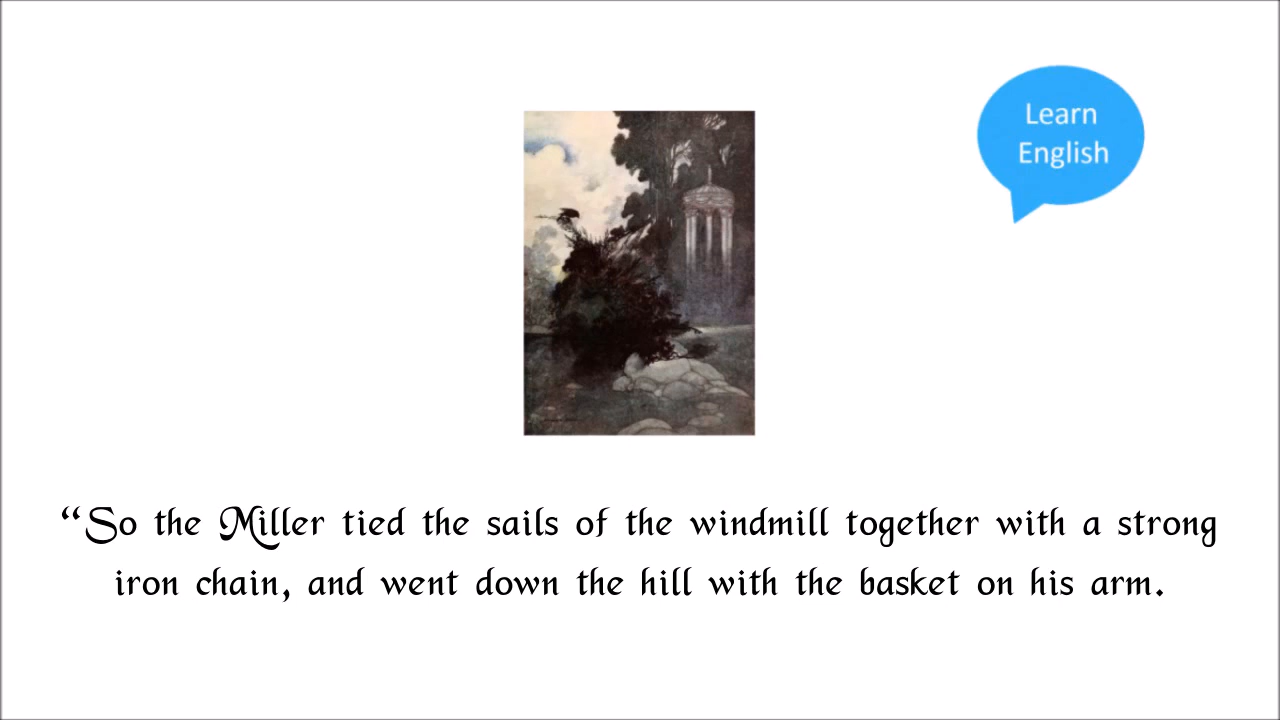 Learn
English
“So the Miller tied the sails of the windmill together with a strong
iron chain, and went down the hill with the basket on his arm.